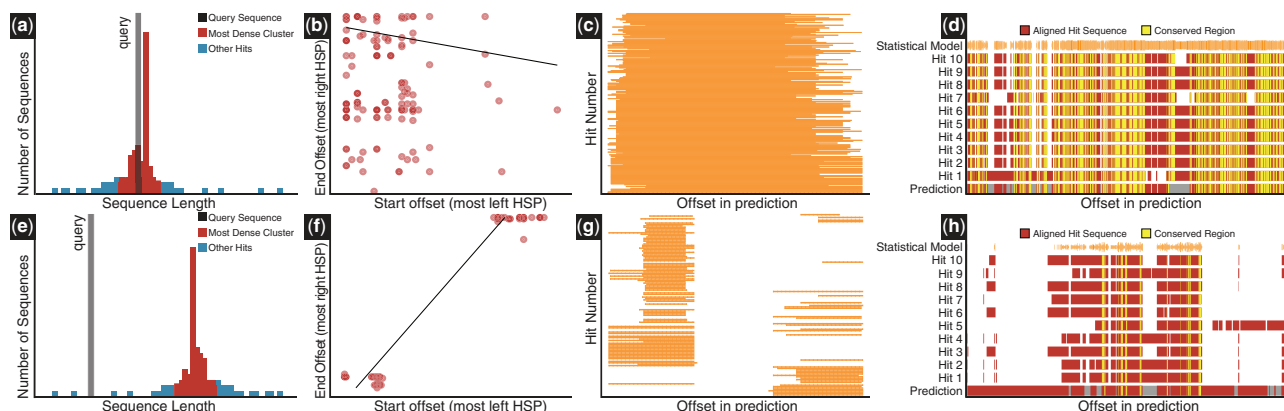 (a)
query
Query Sequence
Most Dense Cluster
Other Hits
Number of Sequences
Sequence Length
(b)
End Offset (most right HSP)
Start offset (most left HSP)
(c)
Hit Number
Offset in prediction
(d)
Aligned Hit Sequence
Conserved Region
Statistical Model
Hit 10
Hit 9
Hit 8
Hit 7
Hit 6
Hit 5
Hit 4
Hit 3
Hit 2
Hit 1
Prediction
Offset in prediction
(e)
query
Query Sequence
Most Dense Cluster
Other Hits
Number of Sequences
Sequence Length
(f)
End Offset (most right HSP)
Start offset (most left HSP)
(g)
Hit Number
Offset in prediction
(h)
Aligned Hit Sequence
Conserved Region
Statistical Model
Hit 10
Hit 9
Hit 8
Hit 7
Hit 6
Hit 5
Hit 4
Hit 3
Hit 2
Hit 1
Prediction
Offset in prediction